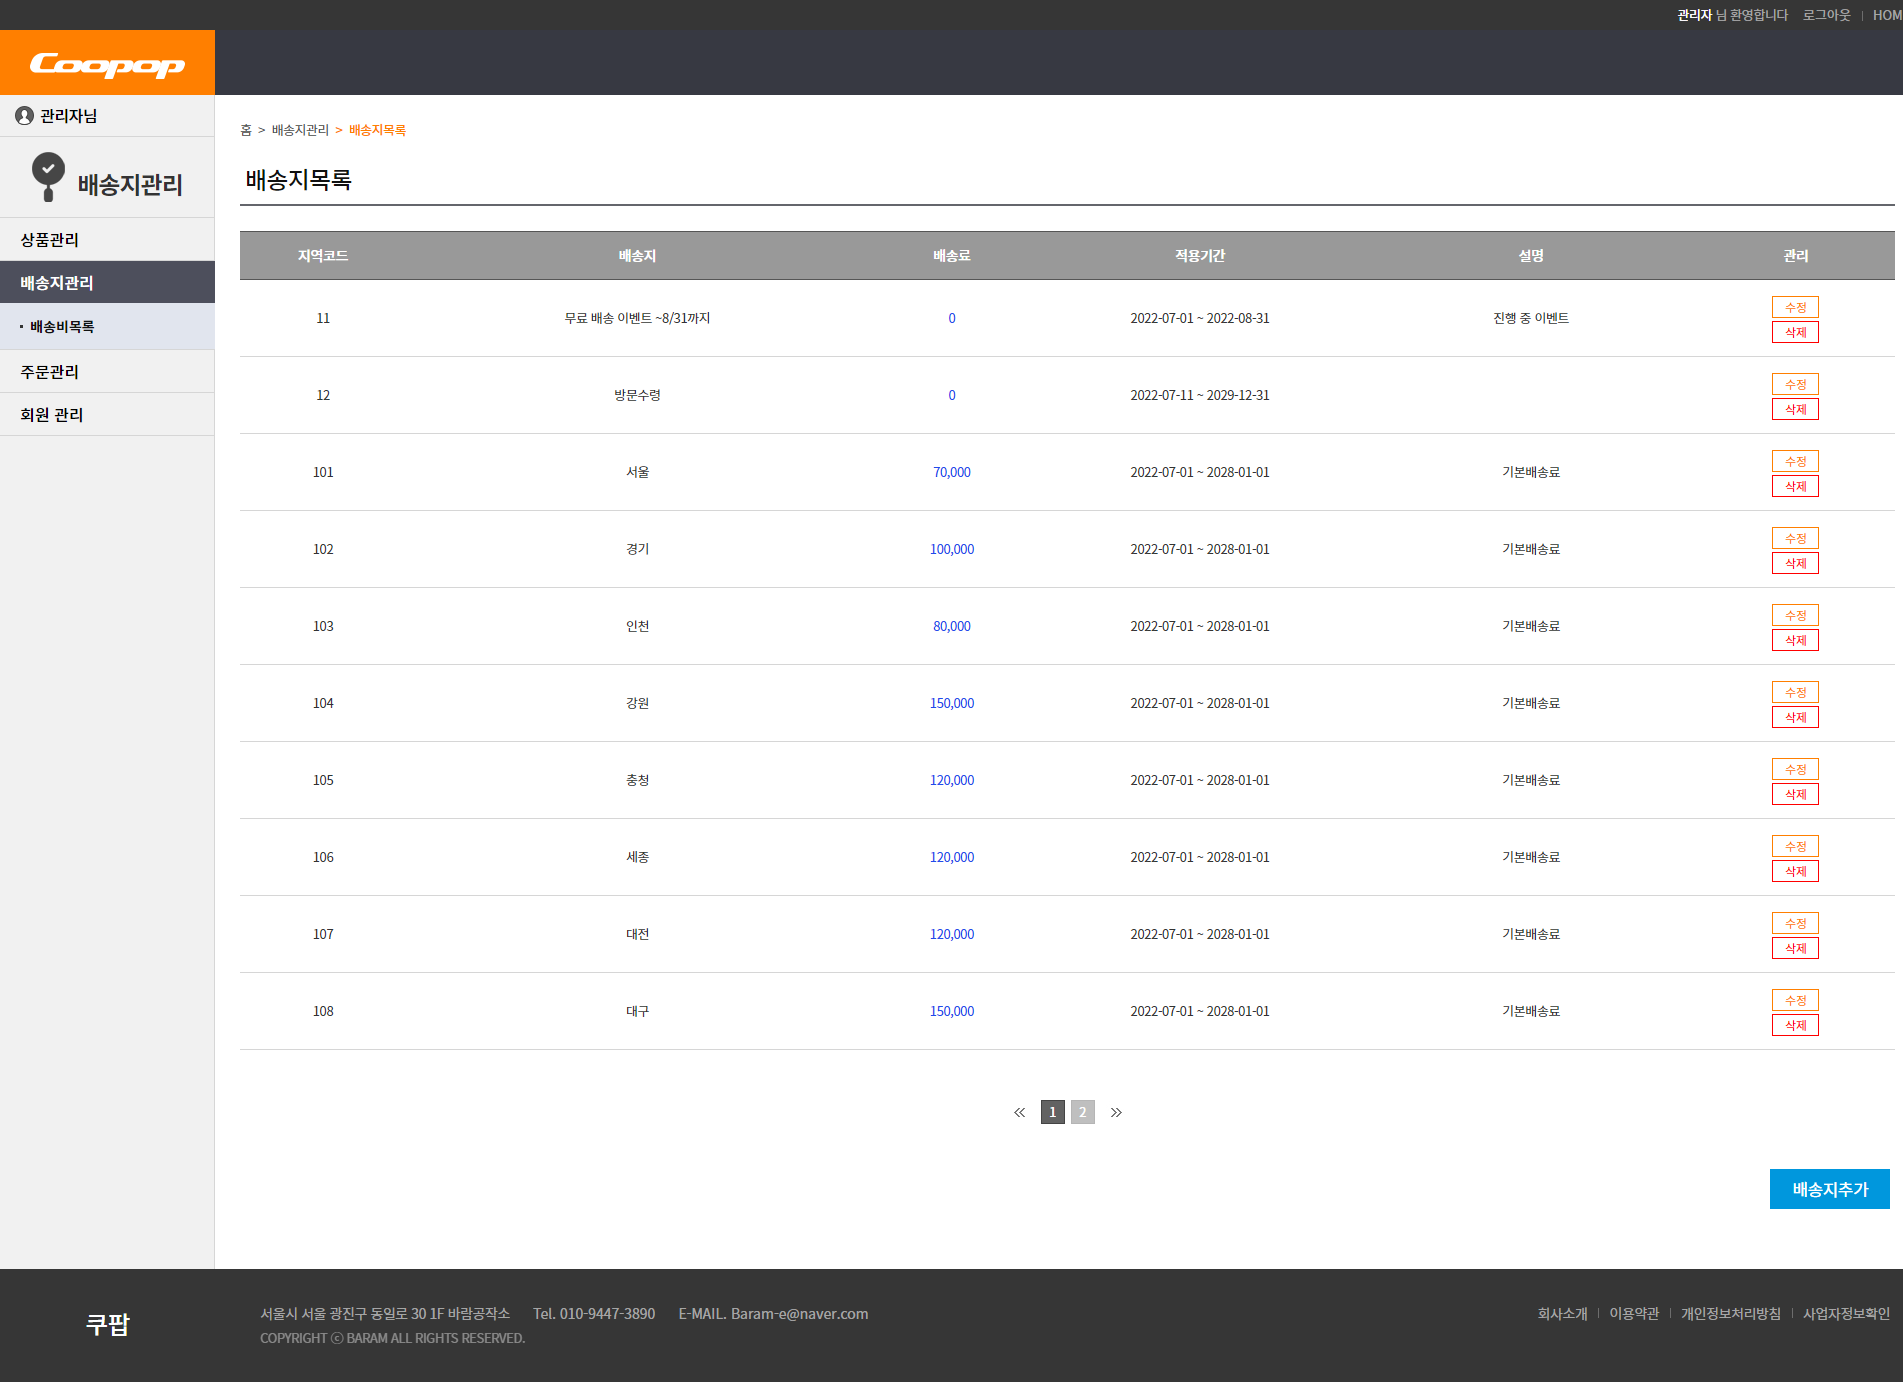 관리자 님 환영합니다 로그아웃 HOM
Coopop
관리자님
배송지관리
상품관리
배송지관리
· 배송비목록
주문관리
회원 관리
홈 > 배송지관리 > 배송지목록
배송지목록
지역코드 배송지 배송료 적용기간 설명 관리
11 무료 배송 이벤트 ~8/31까지 0 2022-07-01 ~ 2022-08-31 진행 중 이벤트 수정
삭제
12 방문수령 0 2022-07-11 ~ 2029-12-31 수정
삭제
101 서울 70,000 2022-07-01 ~ 2028-01-01 기본배송료 수정
삭제
102 경기 100,000 2022-07-01 ~ 2028-01-01 기본배송료 수정
삭제
103 인천 80,000 2022-07-01 ~ 2028-01-01 기본배송료 수정
삭제
104 강원 150,000 2022-07-01 ~ 2028-01-01 기본배송료 수정
삭제
105 충청 120,000 2022-07-01 ~ 2028-01-01 기본배송료 수정
삭제
106 세종 120,000 2022-07-01 ~ 2028-01-01 기본배송료 수정
삭제
107 대전 120,000 2022-07-01 ~ 2028-01-01 기본배송료 수정
삭제
108 대구 150,000 2022-07-01 ~ 2028-01-01 기본배송료 수정
삭제
« 1 2 »
배송지추가
쿠팝
서울시 서울 광진구 동일로 30 1F 바람공작소 Tel. 010-9447-3890 E-MAIL. Baram-e@naver.com
COPYRIGHT ⓒ BARAM ALL RIGHTS RESERVED.
회사소개 이용약관 개인정보처리방침 사업자정보확인